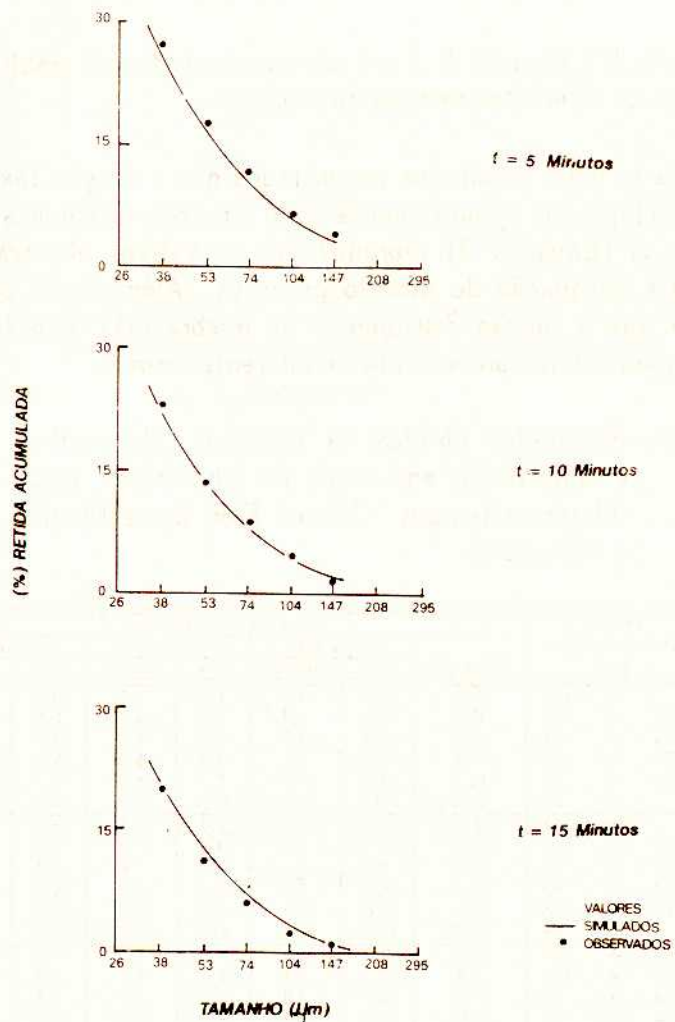 30
15
0
26 38 53 74 104 147 208 295
t = 5 Minutos
30
15
0
26 38 53 74 104 147 208 295
t = 10 Minutos
(%) RETIDA ACUMULADA
30
15
0
26 38 53 74 104 147 208 295
t = 15 Minutos
VALORES
SIMULADOS
OBSERVADOS
TAMANHO (µm)